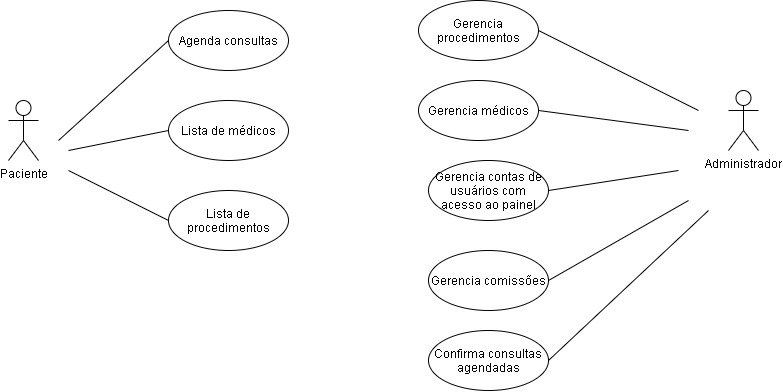 Agenda consultas
Lista de médicos
Paciente
Lista de
procedimentos
Gerencia
procedimentos
Gerencia médicos
Administrador
Gerencia contas de
usuários com
acesso ao painel
Gerencia comissões
Confirma consultas
agendadas